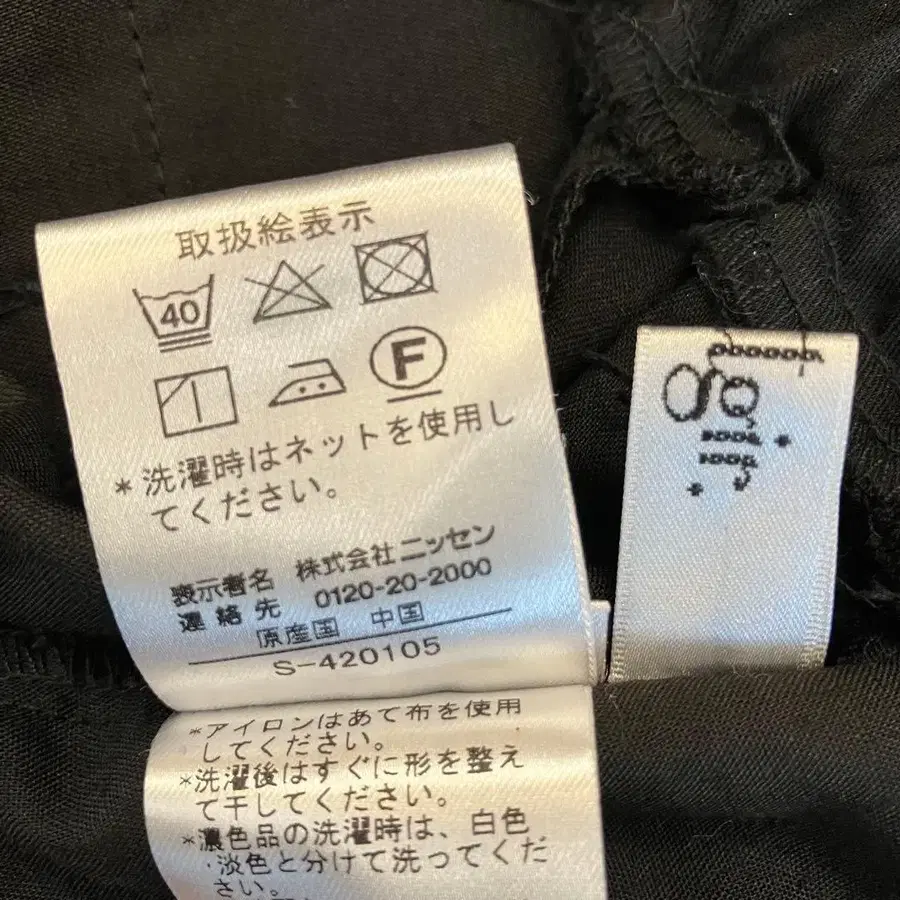 取扱絵表示
40
F
*洗濯時はネットを使用し
てください。
表示者名 株式会社ニッセン
連絡先 0120-20-2000
原産国 中国
S-420105
*アイロンはあて布を使用
してください。
*洗濯後はすぐに形を整え
て干してください。
*濃色品の洗濯時は、白色
・淡色と分けて洗ってくだ
さい。